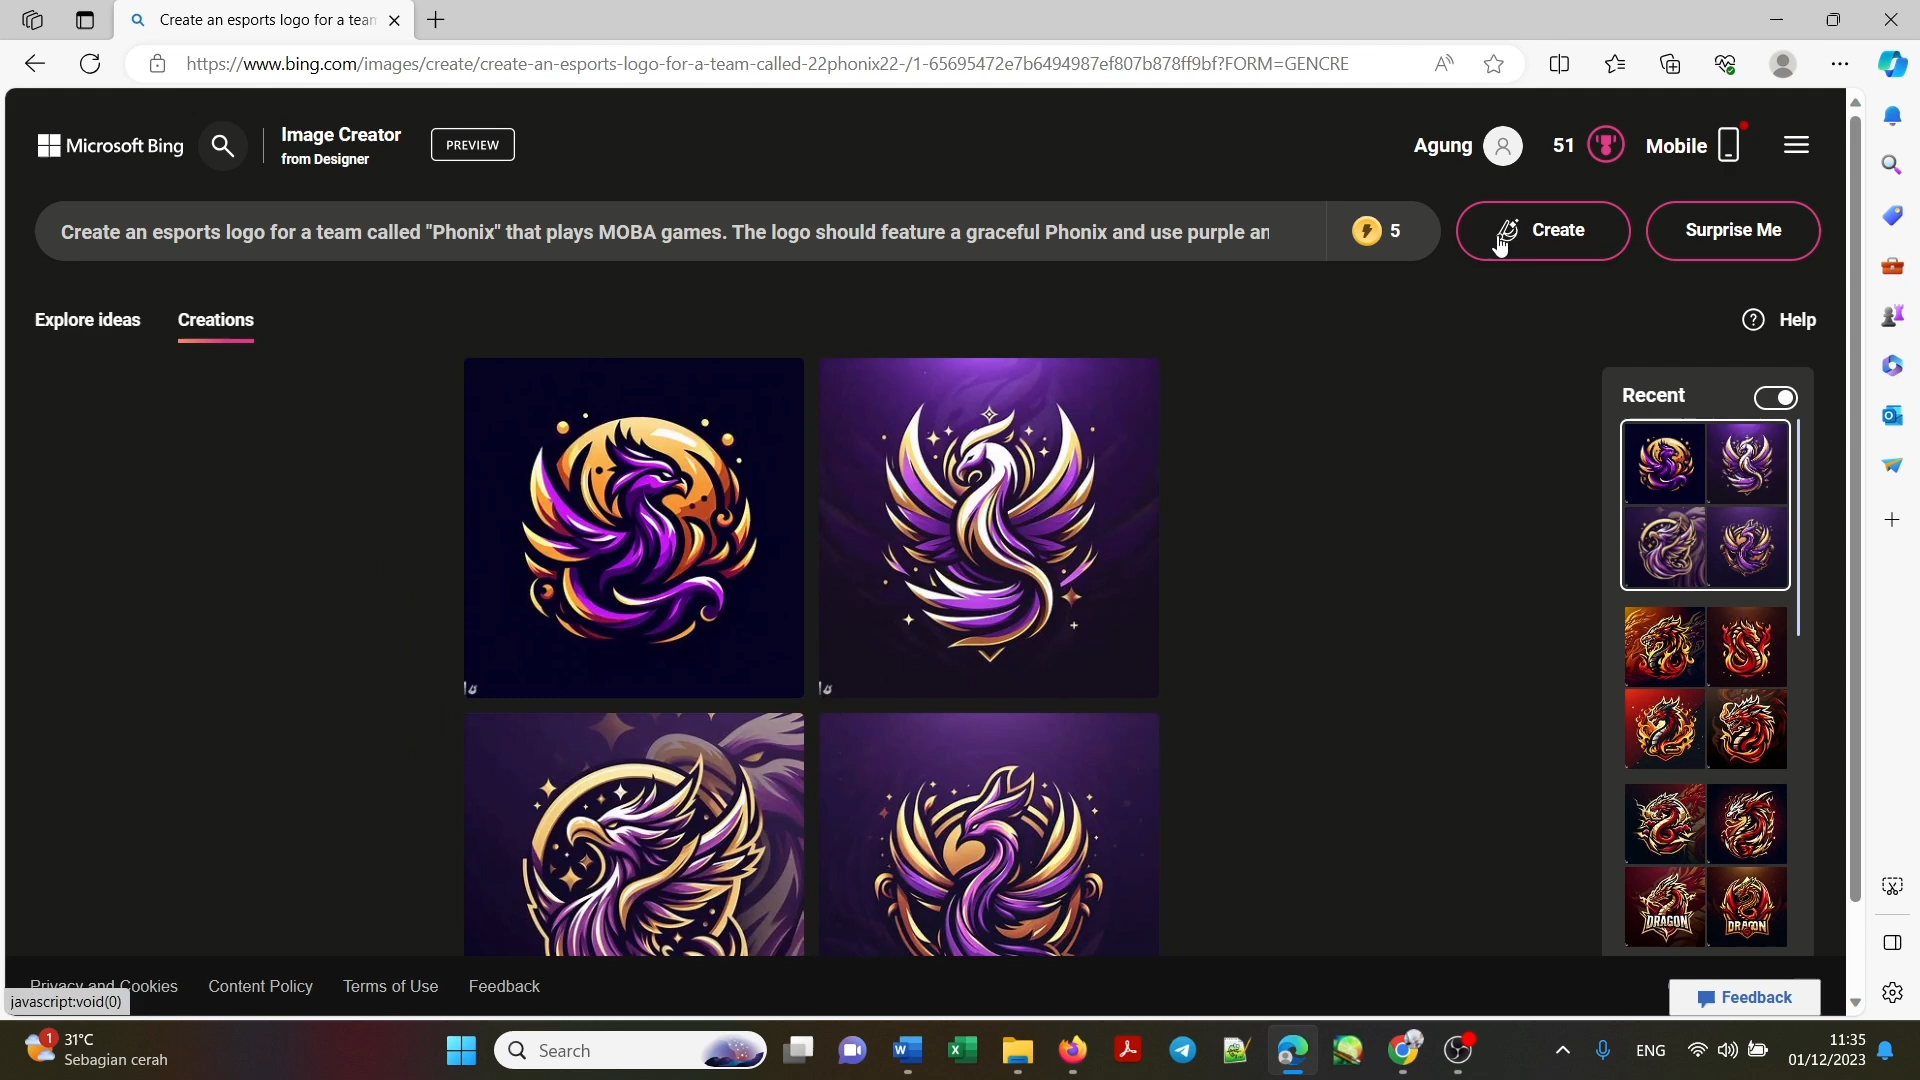 Create an esports logo for a team
https://www.bing.com/images/create/create-an-esports-logo-for-a-team-called-22phonix22-/1-65695472e7b6494987ef807b878ff9bf?FORM=GENCRE
Microsoft Bing
Image Creator
from Designer
PREVIEW
Agung
51
Mobile
Create an esports logo for a team called "Phonix" that plays MOBA games. The logo should feature a graceful Phonix and use purple an
5
Create
Surprise Me
Explore ideas
Creations
Help
Recent
DRAGON
DRAGON
Privacy and Cookies
Content Policy
Terms of Use
Feedback
Feedback
javascript:void(0)
1
31°C
Sebagian cerah
Search
ENG
11:35
01/12/2023